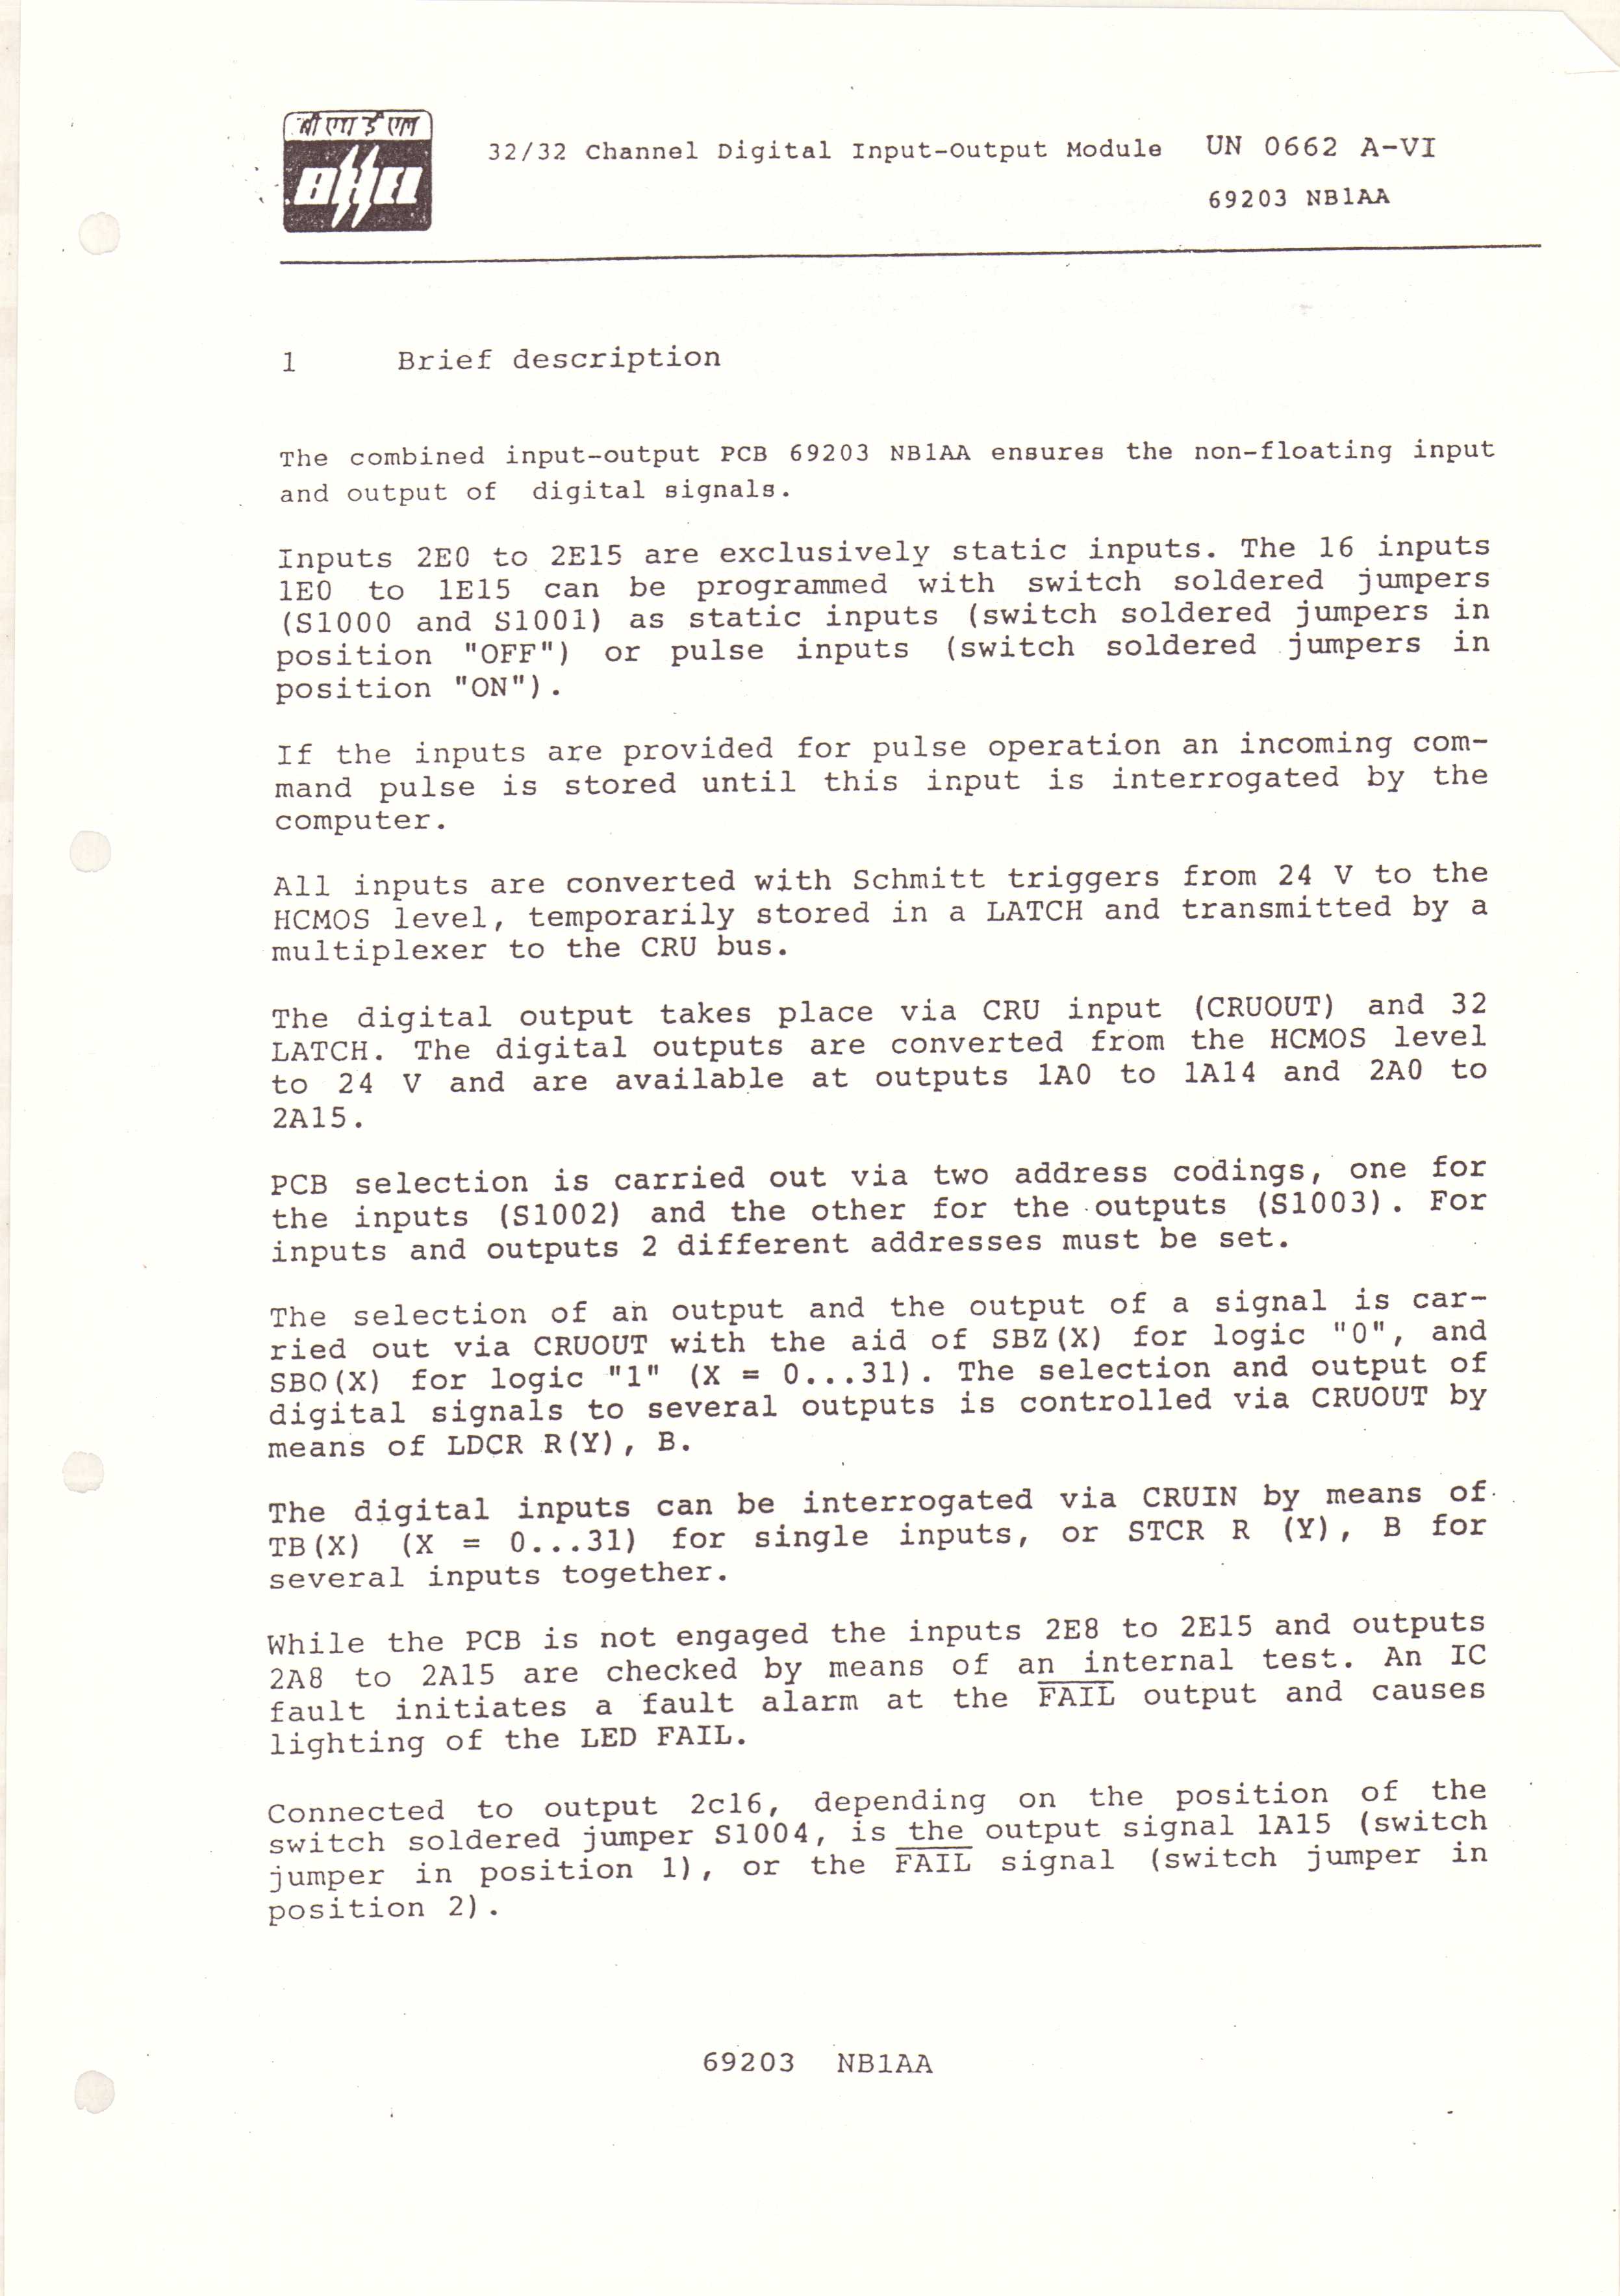 बी एच ई एल
BHEL
32/32 Channel Digital Input-Output Module UN 0662 A-VI
69203 NB1AA
1 Brief description
The combined input-output PCB 69203 NB1AA ensures the non-floating input
and output of digital signals.
Inputs 2E0 to 2E15 are exclusively static inputs. The 16 inputs
1E0 to 1E15 can be programmed with switch soldered jumpers
(S1000 and S1001) as static inputs (switch soldered jumpers in
position "OFF") or pulse inputs (switch soldered jumpers in
position "ON").
If the inputs are provided for pulse operation an incoming com-
mand pulse is stored until this input is interrogated by the
computer.
All inputs are converted with Schmitt triggers from 24 V to the
HCMOS level, temporarily stored in a LATCH and transmitted by a
multiplexer to the CRU bus.
The digital output takes place via CRU input (CRUOUT) and 32
LATCH. The digital outputs are converted from the HCMOS level
to 24 V and are available at outputs 1A0 to 1A14 and 2A0 to
2A15.
PCB selection is carried out via two address codings, one for
the inputs (S1002) and the other for the outputs (S1003). For
inputs and outputs 2 different addresses must be set.
The selection of an output and the output of a signal is car-
ried out via CRUOUT with the aid of SBZ(X) for logic "0", and
SBO(X) for logic "1" (X = 0...31). The selection and output of
digital signals to several outputs is controlled via CRUOUT by
means of LDCR R(Y), B.
The digital inputs can be interrogated via CRUIN by means of
TB(X) (X = 0...31) for single inputs, or STCR R (Y), B for
several inputs together.
While the PCB is not engaged the inputs 2E8 to 2E15 and outputs
2A8 to 2A15 are checked by means of an internal test. An IC
fault initiates a fault alarm at the F̅A̅I̅L̅ output and causes
lighting of the LED FAIL.
Connected to output 2c16, depending on the position of the
switch soldered jumper S1004, is the output signal 1A15 (switch
jumper in position 1), or the F̅A̅I̅L̅ signal (switch jumper in
position 2).
69203 NB1AA